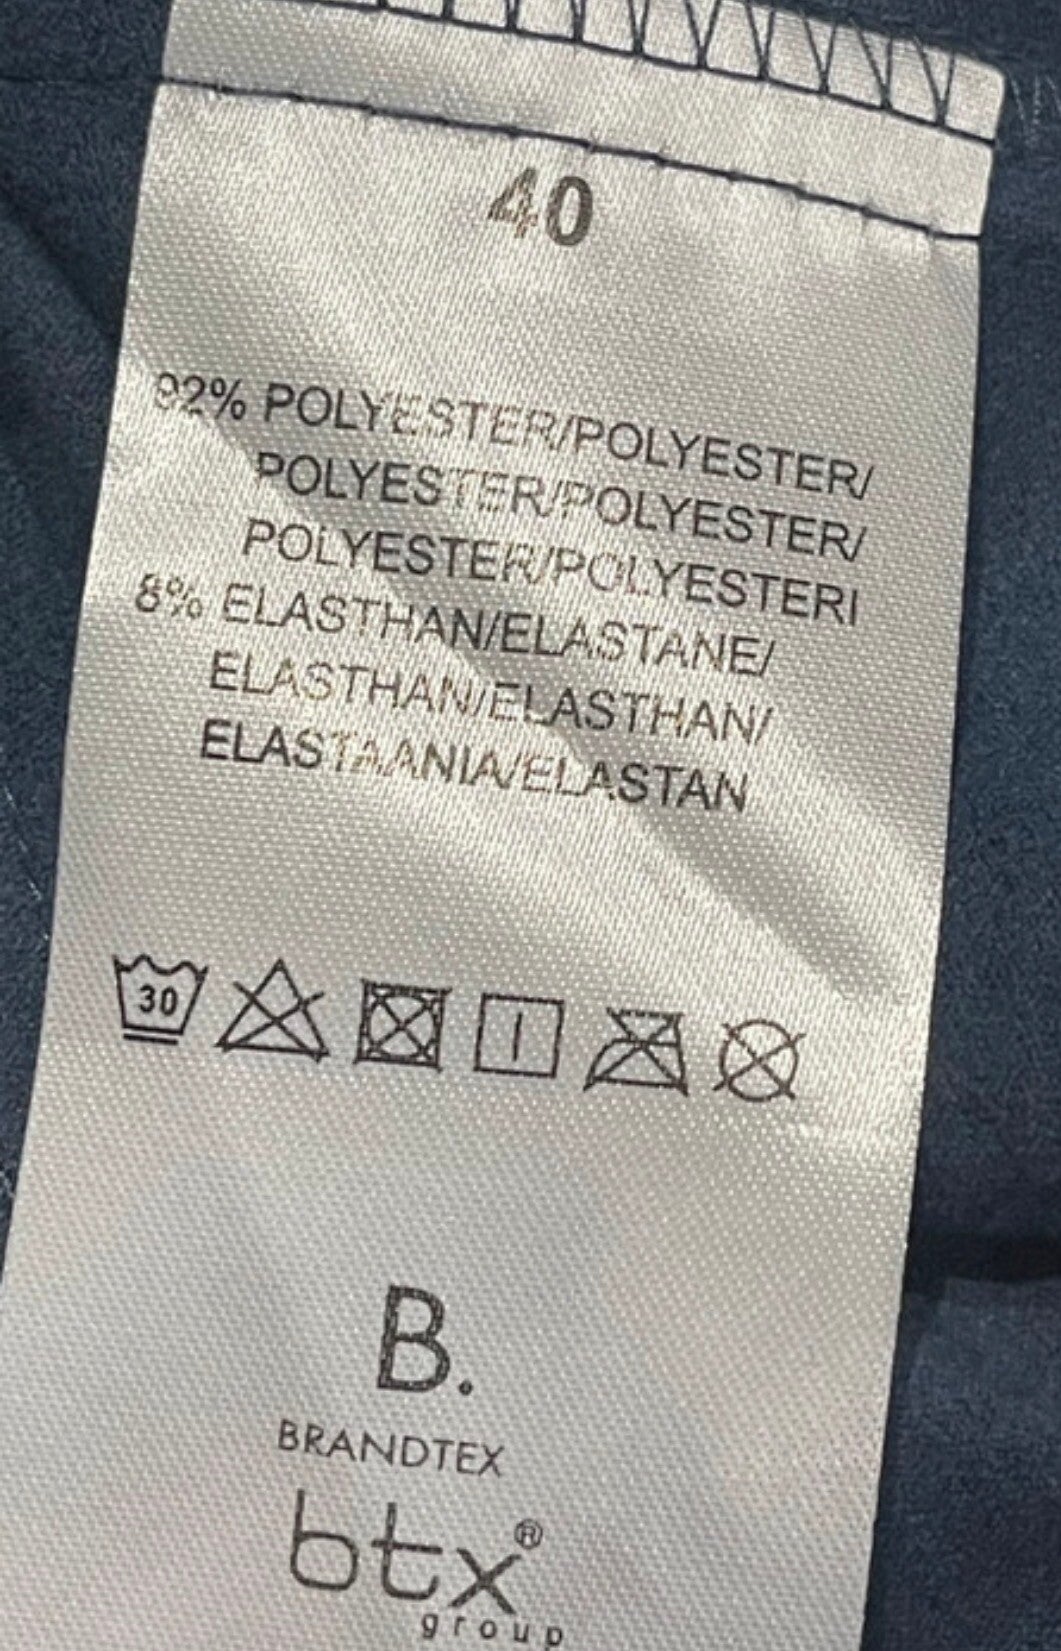 40
92% POLYESTER/POLYESTER/
POLYESTER/POLYESTER/
POLYESTER/POLYESTERI
8% ELASTHAN/ELASTANE/
ELASTHAN/ELASTHAN/
ELASTAANIA/ELASTAN
30
B.
BRANDTEX
btx®
group